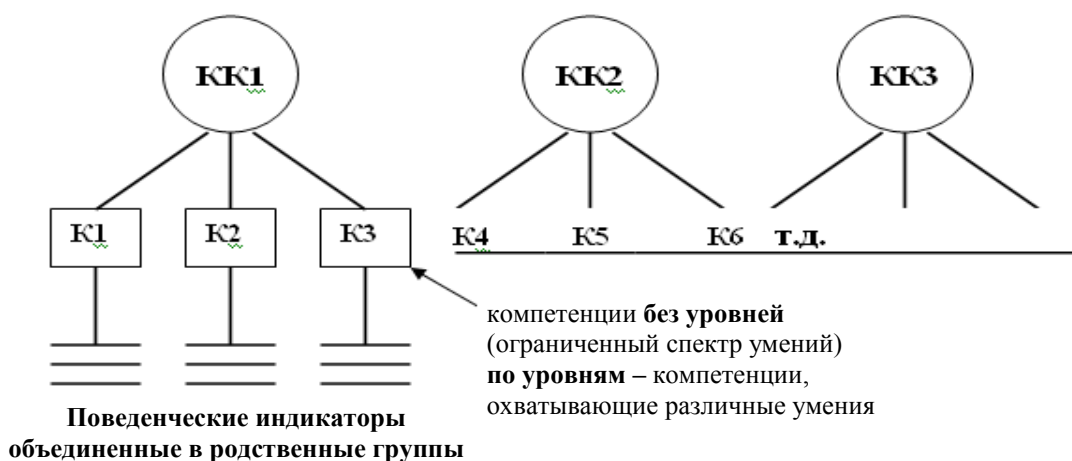 КК1 КК2 КК3
К1 К2 К3 К4 К5 К6 т.д.
компетенции без уровней
(ограниченный спектр умений)
по уровням – компетенции,
охватывающие различные умения
Поведенческие индикаторы
объединенные в родственные группы